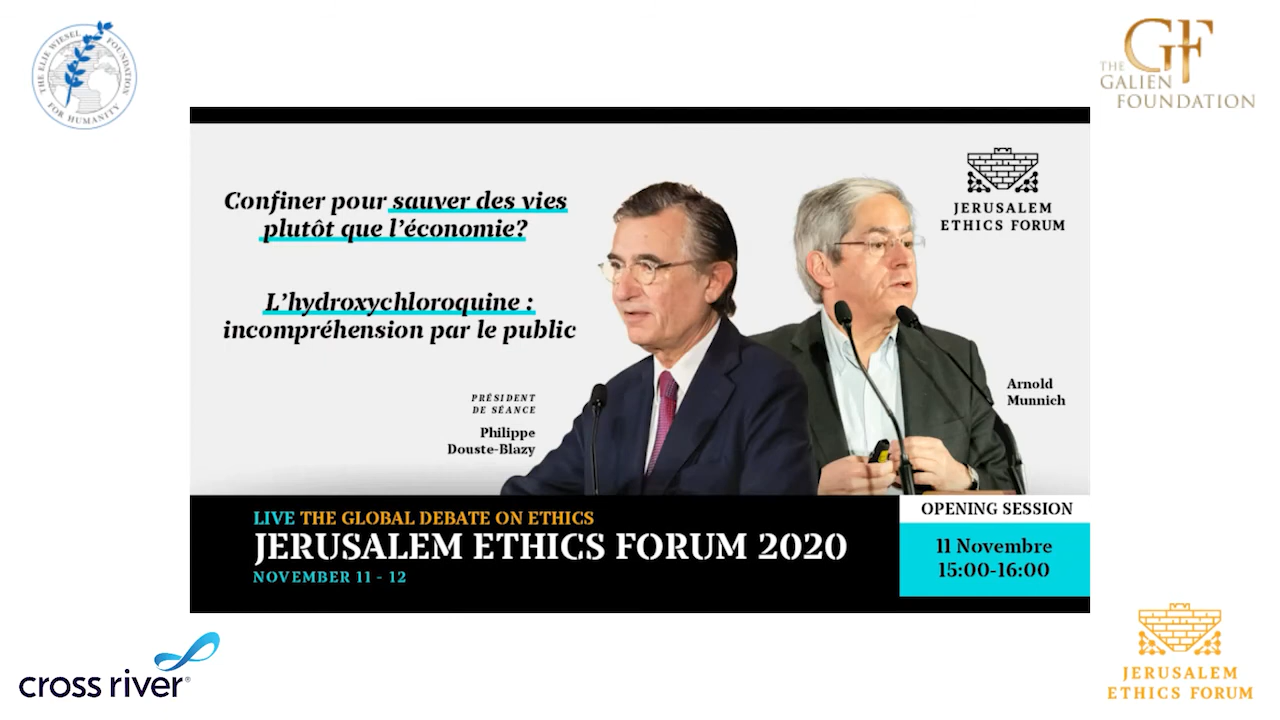 THE ELIE WIESEL FOUNDATION
FOR HUMANITY
GF
THE
GALIEN
FOUNDATION
Confiner pour sauver des vies
plutôt que l'économie?
L'hydroxychloroquine :
incompréhension par le public
JERUSALEM
ETHICS FORUM
PRÉSIDENT
DE SÉANCE
Philippe
Douste-Blazy
Arnold
Munnich
LIVE THE GLOBAL DEBATE ON ETHICS
JERUSALEM ETHICS FORUM 2020
NOVEMBER 11 - 12
OPENING SESSION
11 Novembre
15:00-16:00
cross river®
JERUSALEM
ETHICS FORUM